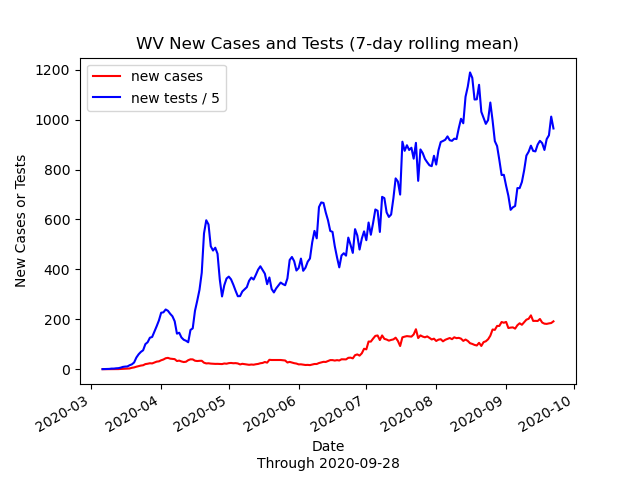 WV New Cases and Tests (7-day rolling mean)
new cases
new tests / 5
New Cases or Tests
1200
1000
800
600
400
200
0
2020-03
2020-04
2020-05
2020-06
2020-07
2020-08
2020-09
2020-10
Date
Through 2020-09-28